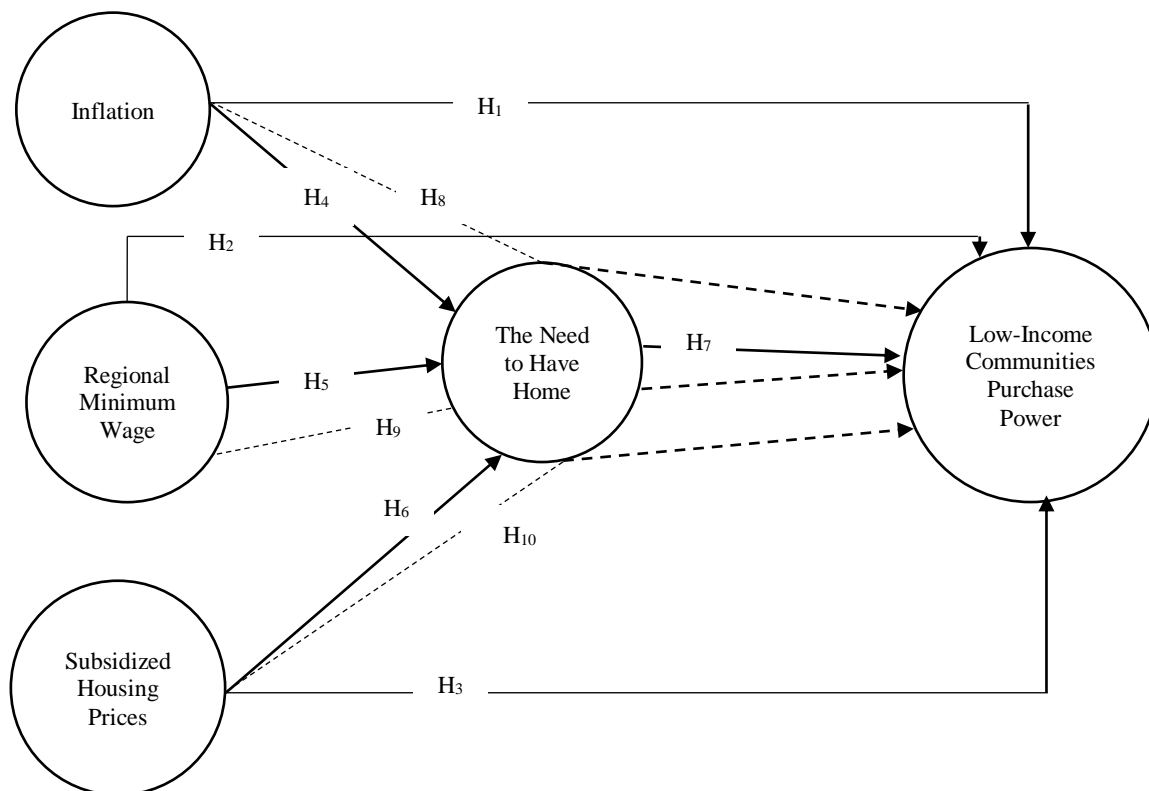 Inflation
H1
H4
H8
H2
Regional
Minimum
Wage
H5
H9
The Need
to Have
Home
H7
Low-Income
Communities
Purchase
Power
H6
H10
Subsidized
Housing
Prices
H3